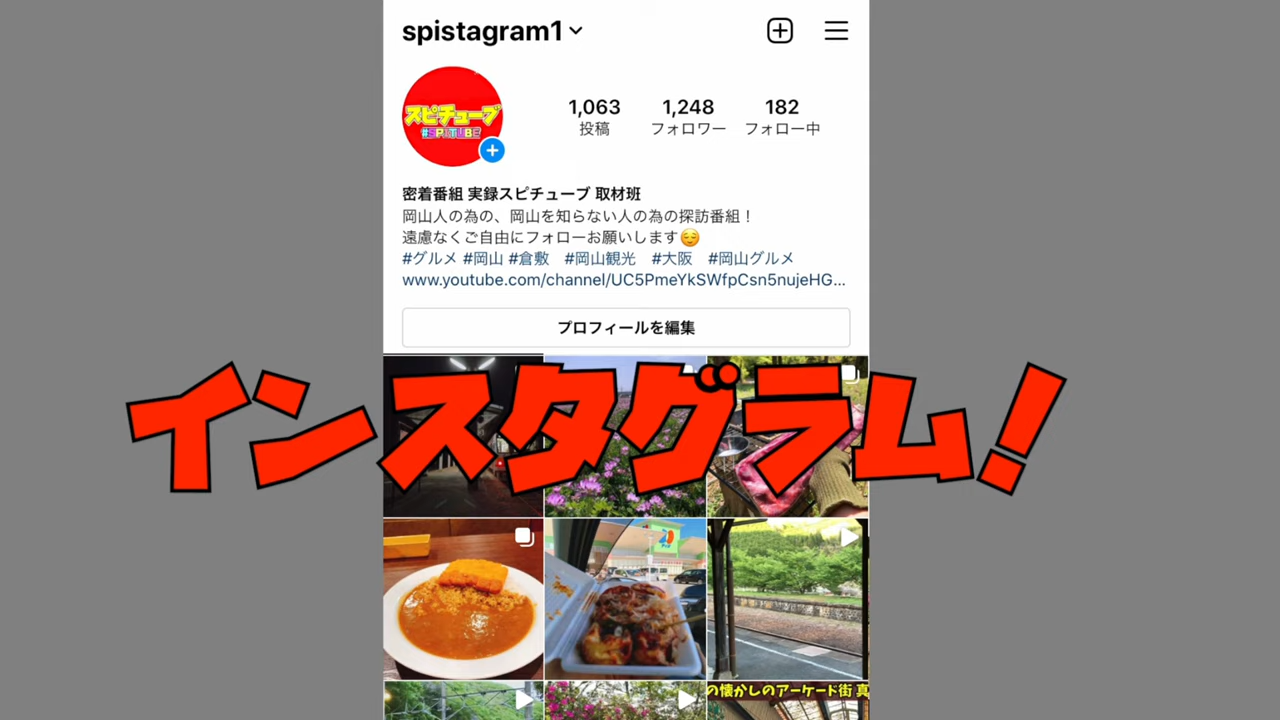 spistagram1
スピチューブ
#SPiTUBE
1,063
投稿
1,248
フォロワー
182
フォロー中
密着番組 実録スピチューブ 取材班
岡山人の為の、岡山を知らない人の為の探訪番組！
遠慮なくご自由にフォローお願いします😌
#グルメ #岡山 #倉敷　#岡山観光　#大阪　#岡山グルメ
www.youtube.com/channel/UC5PmeYkSWfpCsn5nujeHG...
プロフィールを編集
インスタグラム！
の懐かしのアーケード街 真